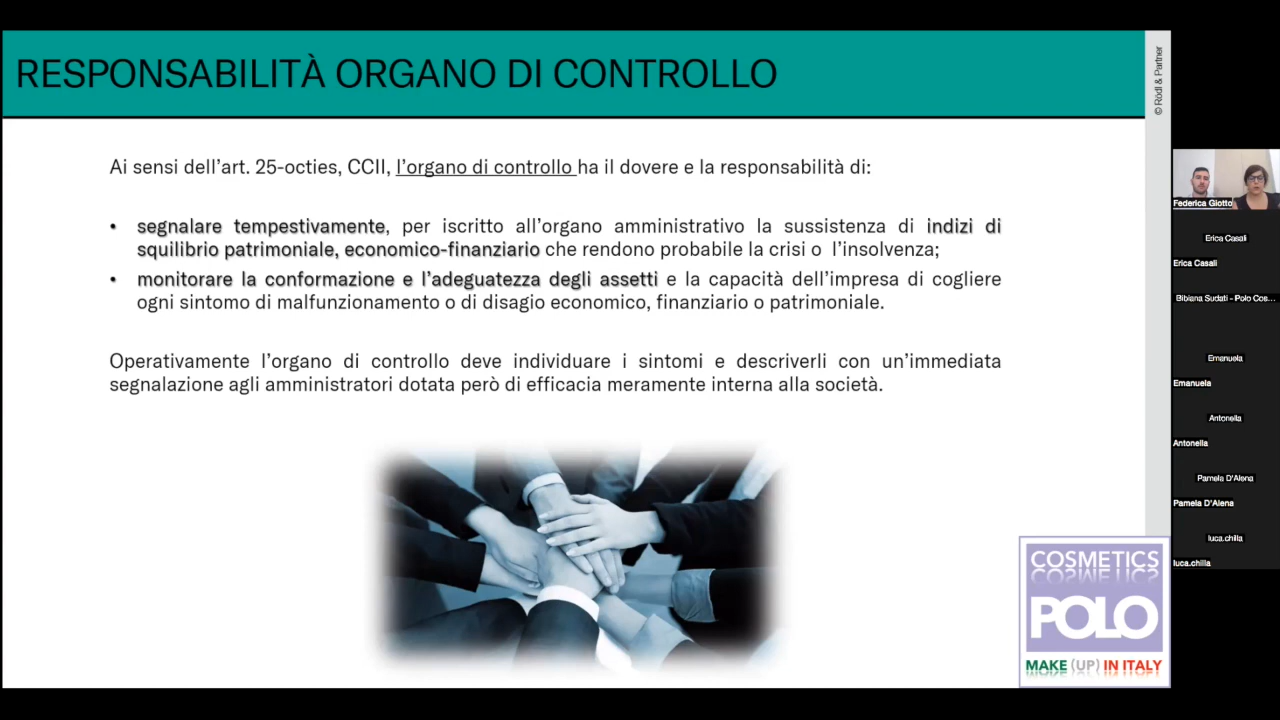 RESPONSABILITÀ ORGANO DI CONTROLLO
© Rödl & Partner
Ai sensi dell’art. 25-octies, CCII, l’organo di controllo ha il dovere e la responsabilità di:
• segnalare tempestivamente, per iscritto all’organo amministrativo la sussistenza di indizi di
squilibrio patrimoniale, economico-finanziario che rendono probabile la crisi o l’insolvenza;
• monitorare la conformazione e l’adeguatezza degli assetti e la capacità dell’impresa di cogliere
ogni sintomo di malfunzionamento o di disagio economico, finanziario o patrimoniale.
Operativamente l’organo di controllo deve individuare i sintomi e descriverli con un’immediata
segnalazione agli amministratori dotata però di efficacia meramente interna alla società.
COSMETICS
POLO
MAKE (UP) IN ITALY
Federica Giotto
Erica Casali
Erica Casali
Bibiana Sudati - Polo Cos...
Emanuela
Emanuela
Antonella
Antonella
Pamela D'Alena
Pamela D'Alena
luca.chilla
luca.chilla